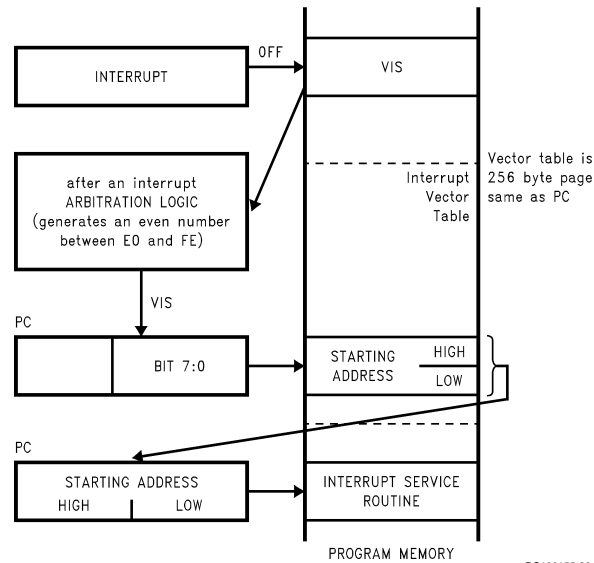 OFF
INTERRUPT
VIS
after an interrupt
ARBITRATION LOGIC
(generates an even number
between E0 and FE)
Interrupt
Vector
Table
Vector table is
256 byte page
same as PC
VIS
PC
BIT 7:0
STARTING
ADDRESS
HIGH
LOW
PC
STARTING ADDRESS
HIGH
LOW
INTERRUPT SERVICE
ROUTINE
PROGRAM MEMORY